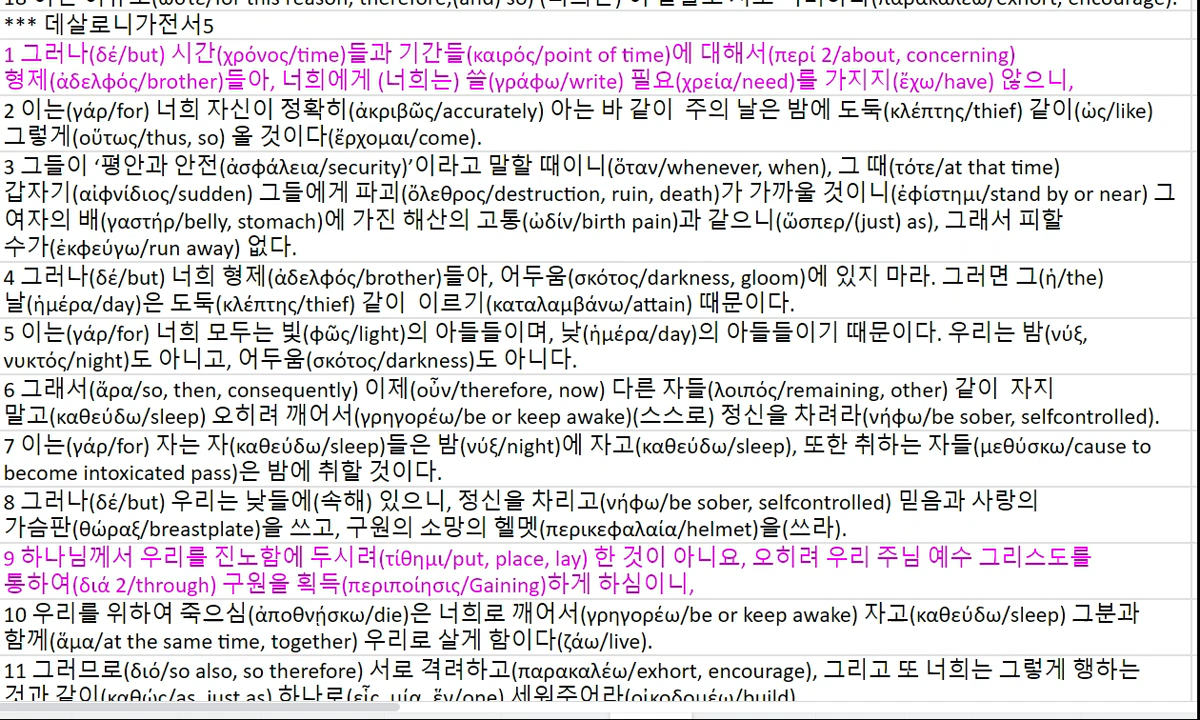 *** 데살로니가전서5
1 그러나(δέ/but) 시간(χρόνος/time)들과 기간들(καιρός/point of time)에 대해서(περί 2/about, concerning)
형제(ἀδελφός/brother)들아, 너희에게 (너희는) 쓸(γράφω/write) 필요(χρεία/need)를 가지지(ἔχω/have) 않으니,
2 이는(γάρ/for) 너희 자신이 정확히(ἀκριβῶς/accurately) 아는 바 같이 주의 날은 밤에 도둑(κλέπτης/thief) 같이(ὡς/like)
그렇게(οὕτως/thus, so) 올 것이다(ἔρχομαι/come).
3 그들이 ‘평안과 안전(ἀσφάλεια/security)’이라고 말할 때이니(ὅταν/whenever, when), 그 때(τότε/at that time)
갑자기(αἰφνίδιος/sudden) 그들에게 파괴(ὄλεθρος/destruction, ruin, death)가 가까울 것이니(ἐφίστημι/stand by or near) 그
여자의 배(γαστήρ/belly, stomach)에 가진 해산의 고통(ὠδίν/birth pain)과 같으니(ὥσπερ/(just) as), 그래서 피할
수가(ἐκφεύγω/run away) 없다.
4 그러나(δέ/but) 너희 형제(ἀδελφός/brother)들아, 어두움(σκότος/darkness, gloom)에 있지 마라. 그러면 그(ἡ/the)
날(ἡμέρα/day)은 도둑(κλέπτης/thief) 같이 이르기(καταλαμβάνω/attain) 때문이다.
5 이는(γάρ/for) 너희 모두는 빛(φῶς/light)의 아들들이며, 낮(ἡμέρα/day)의 아들들이기 때문이다. 우리는 밤(νύξ,
νυκτός/night)도 아니고, 어두움(σκότος/darkness)도 아니다.
6 그래서(ἄρα/so, then, consequently) 이제(οὖν/therefore, now) 다른 자들(λοιπός/remaining, other) 같이 자지
말고(καθεύδω/sleep) 오히려 깨어서(γρηγορέω/be or keep awake)(스스로) 정신을 차려라(νήφω/be sober, selfcontrolled).
7 이는(γάρ/for) 자는 자(καθεύδω/sleep)들은 밤(νύξ/night)에 자고(καθεύδω/sleep), 또한 취하는 자들(μεθύσκω/cause to
become intoxicated pass)은 밤에 취할 것이다.
8 그러나(δέ/but) 우리는 낮들에(속해) 있으니, 정신을 차리고(νήφω/be sober, selfcontrolled) 믿음과 사랑의
가슴판(θώραξ/breastplate)을 쓰고, 구원의 소망의 헬멧(περικεφαλαία/helmet)을(쓰라).
9 하나님께서 우리를 진노함에 두시려(τίθημι/put, place, lay) 한 것이 아니요, 오히려 우리 주님 예수 그리스도를
통하여(διά 2/through) 구원을 획득(περιποίησις/Gaining)하게 하심이니,
10 우리를 위하여 죽으심(ἀποθνῄσκω/die)은 너희로 깨어서(γρηγορέω/be or keep awake) 자고(καθεύδω/sleep) 그분과
함께(ἅμα/at the same time, together) 우리로 살게 함이다(ζάω/live).
11 그러므로(διό/so also, so therefore) 서로 격려하고(παρακαλέω/exhort, encourage), 그리고 또 너희는 그렇게 행하는
것과 같이(καθώς/as, just as) 하나로(εἷς, μία, ἕν/one) 세워주어라(οἰκοδομέω/build)